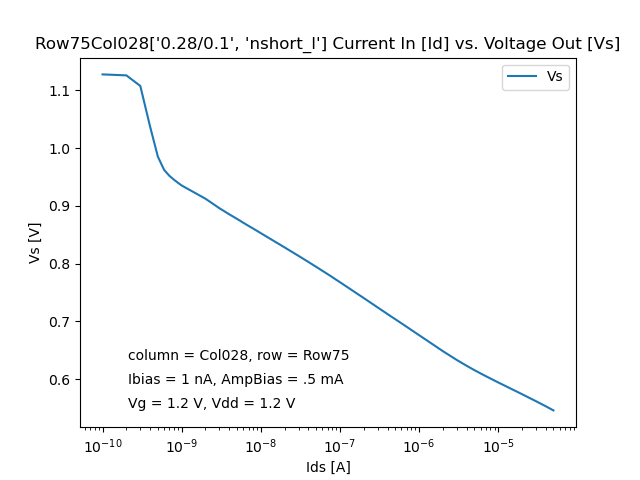 Row75Col028['0.28/0.1', 'nshort_l'] Current In [Id] vs. Voltage Out [Vs]
Vs
1.1
1.0
0.9
0.8
0.7
0.6
Vs [V]
column = Col028, row = Row75
Ibias = 1 nA, AmpBias = .5 mA
Vg = 1.2 V, Vdd = 1.2 V
10⁻¹⁰ 10⁻⁹ 10⁻⁸ 10⁻⁷ 10⁻⁶ 10⁻⁵
Ids [A]